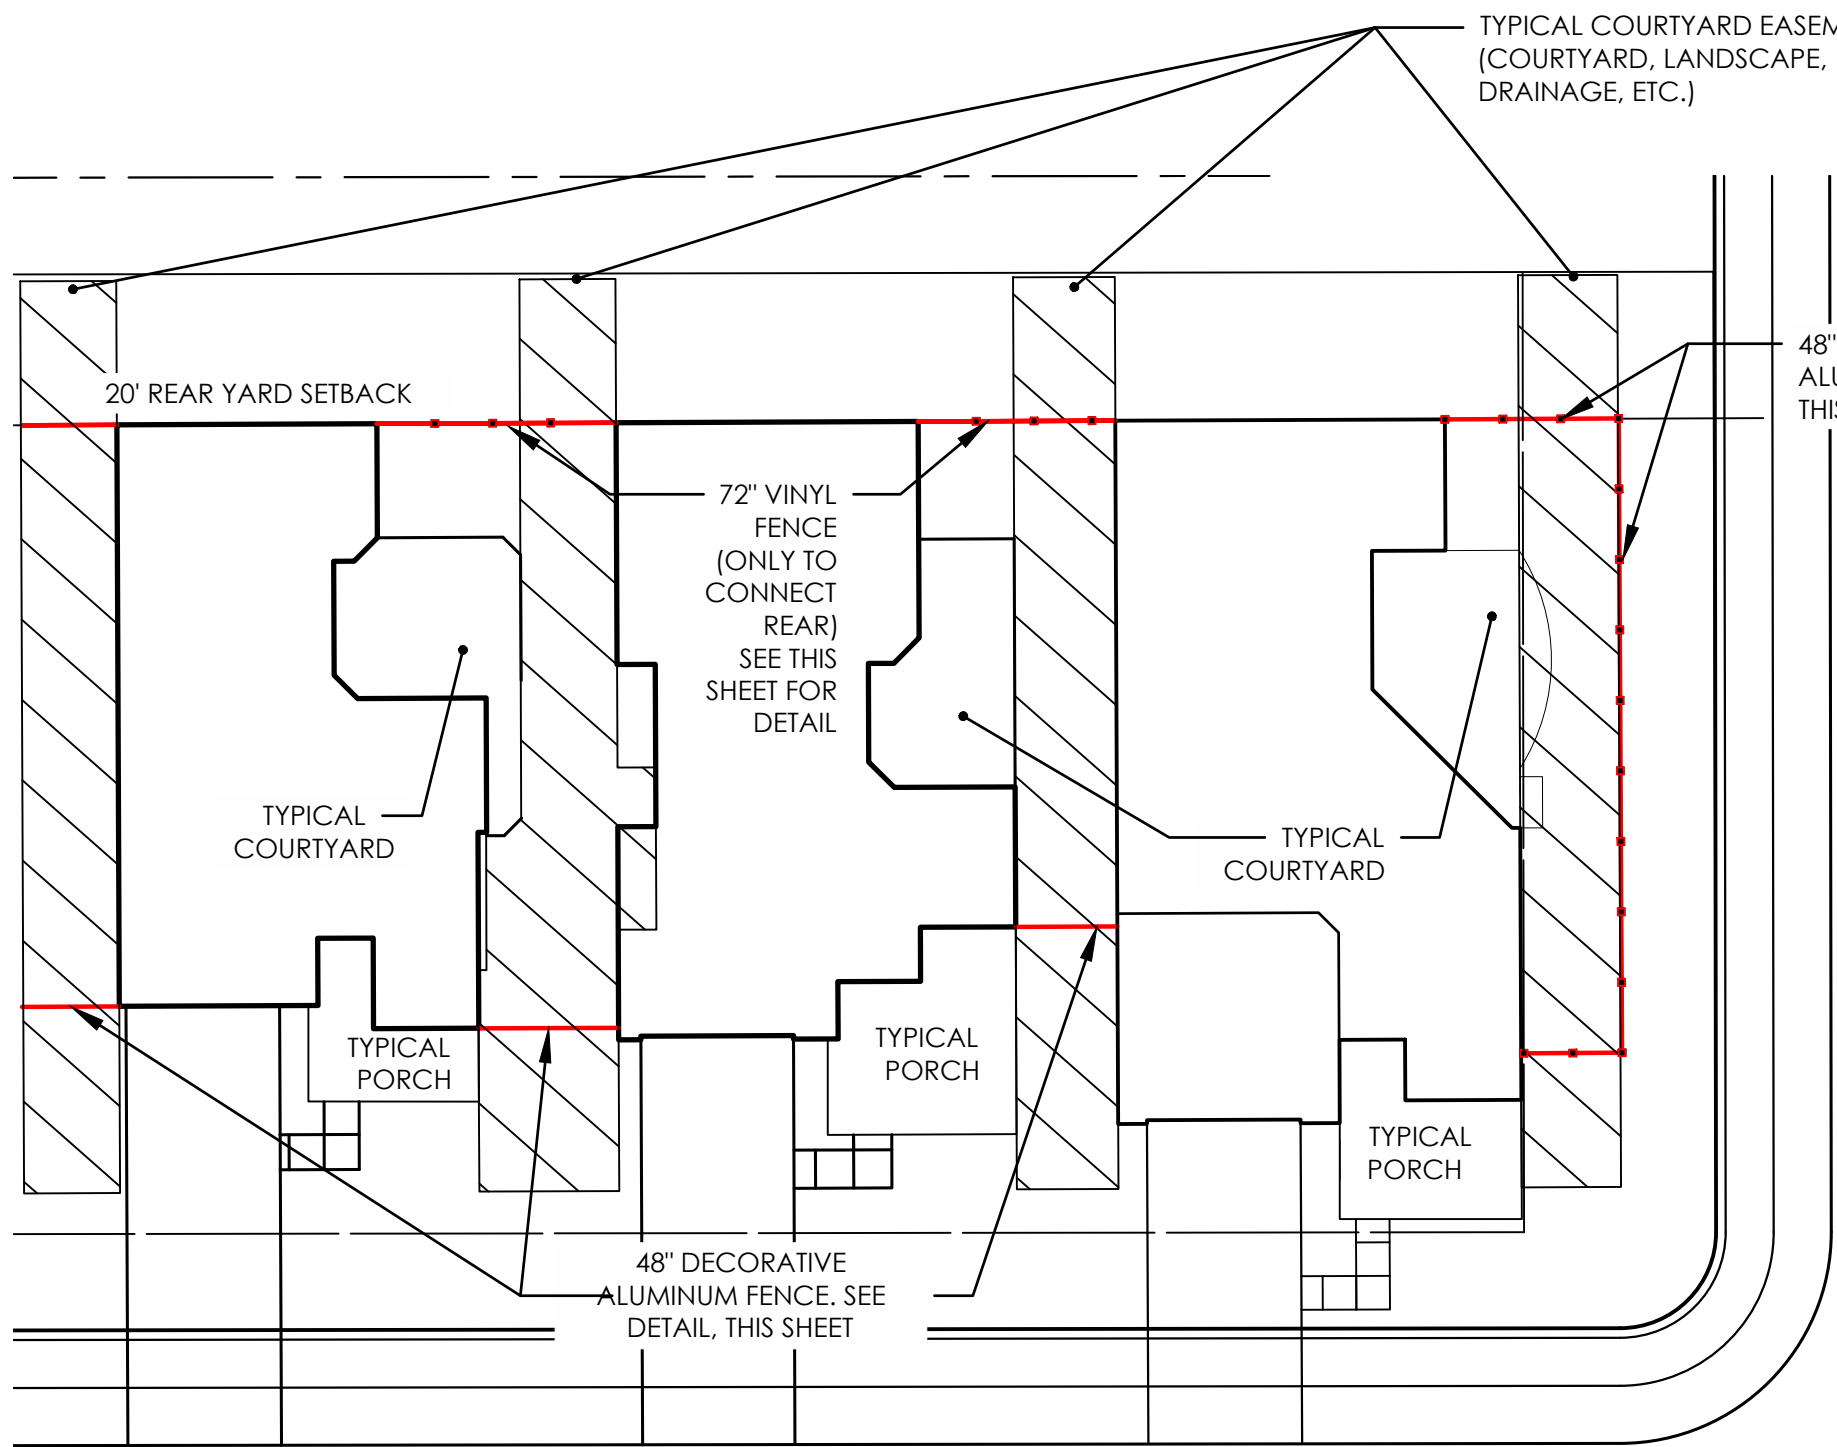 TYPICAL COURTYARD EASEM
(COURTYARD, LANDSCAPE,
DRAINAGE, ETC.)
48"
ALU
THIS
20' REAR YARD SETBACK
72" VINYL
FENCE
(ONLY TO
CONNECT
REAR)
SEE THIS
SHEET FOR
DETAIL
TYPICAL
COURTYARD
TYPICAL
COURTYARD
TYPICAL
PORCH
TYPICAL
PORCH
TYPICAL
PORCH
48" DECORATIVE
ALUMINUM FENCE. SEE
DETAIL, THIS SHEET